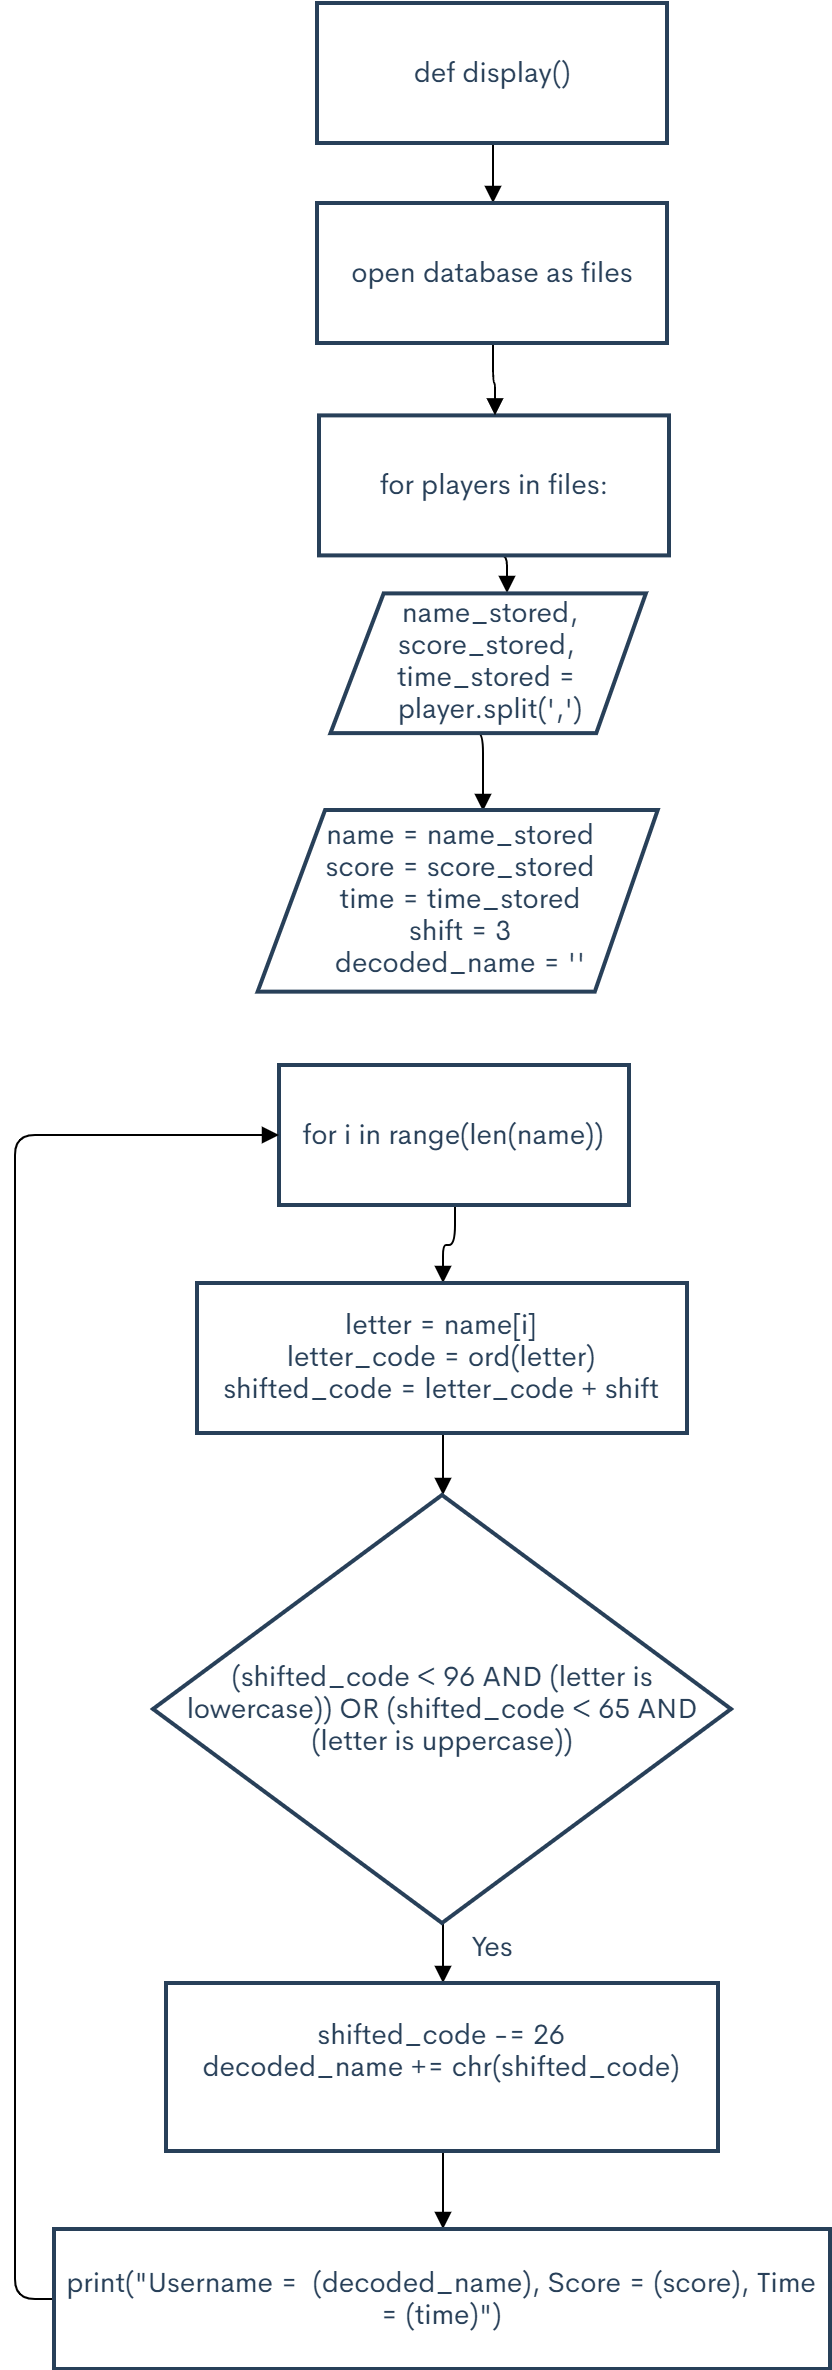 def display()
open database as files
for players in files:
name_stored,
score_stored,
time_stored =
player.split(',')
name = name_stored
score = score_stored
time = time_stored
shift = 3
decoded_name = ''
for i in range(len(name))
letter = name[i]
letter_code = ord(letter)
shifted_code = letter_code + shift
(shifted_code < 96 AND (letter is
lowercase)) OR (shifted_code < 65 AND
(letter is uppercase))
Yes
shifted_code -= 26
decoded_name += chr(shifted_code)
print("Username =  (decoded_name), Score = (score), Time
= (time)")